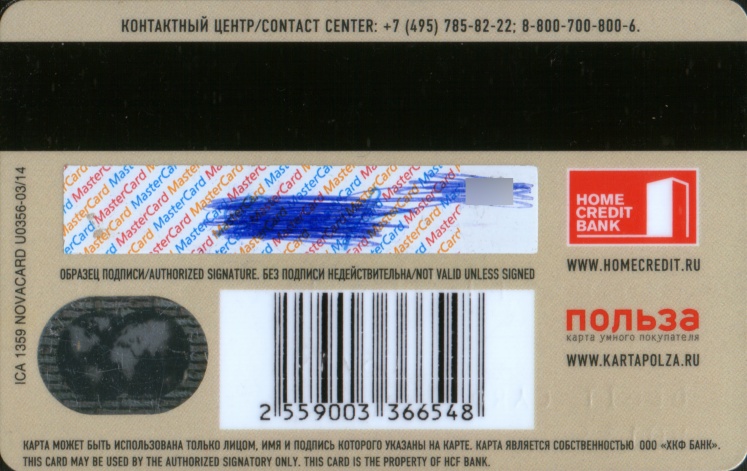 КОНТАКТНЫЙ ЦЕНТР/CONTACT CENTER: +7 (495) 785-82-22; 8-800-700-800-6.
ICA 1359 NOVACARD U0356-03/14
MasterCard MasterCard MasterCard MasterCard
HOME
CREDIT
BANK
WWW.HOMECREDIT.RU
ОБРАЗЕЦ ПОДПИСИ/AUTHORIZED SIGNATURE. БЕЗ ПОДПИСИ НЕДЕЙСТВИТЕЛЬНА/NOT VALID UNLESS SIGNED
польза
карта умного покупателя
WWW.KARTAPOLZA.RU
2 559003 366548
КАРТА МОЖЕТ БЫТЬ ИСПОЛЬЗОВАНА ТОЛЬКО ЛИЦОМ, ИМЯ И ПОДПИСЬ КОТОРОГО УКАЗАНЫ НА КАРТЕ. КАРТА ЯВЛЯЕТСЯ СОБСТВЕННОСТЬЮ ООО «ХКФ БАНК».
THIS CARD MAY BE USED BY THE AUTHORIZED SIGNATORY ONLY. THIS CARD IS THE PROPERTY OF HCF BANK.